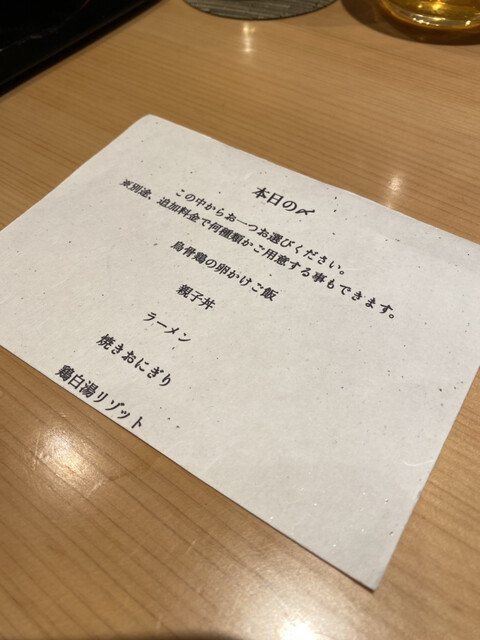 本日の〆
この中からお一つお選びください。
※別途、追加料金で何種類かご用意する事もできます。
烏骨鶏の卵かけご飯
親子丼
ラーメン
焼きおにぎり
鶏白湯リゾット